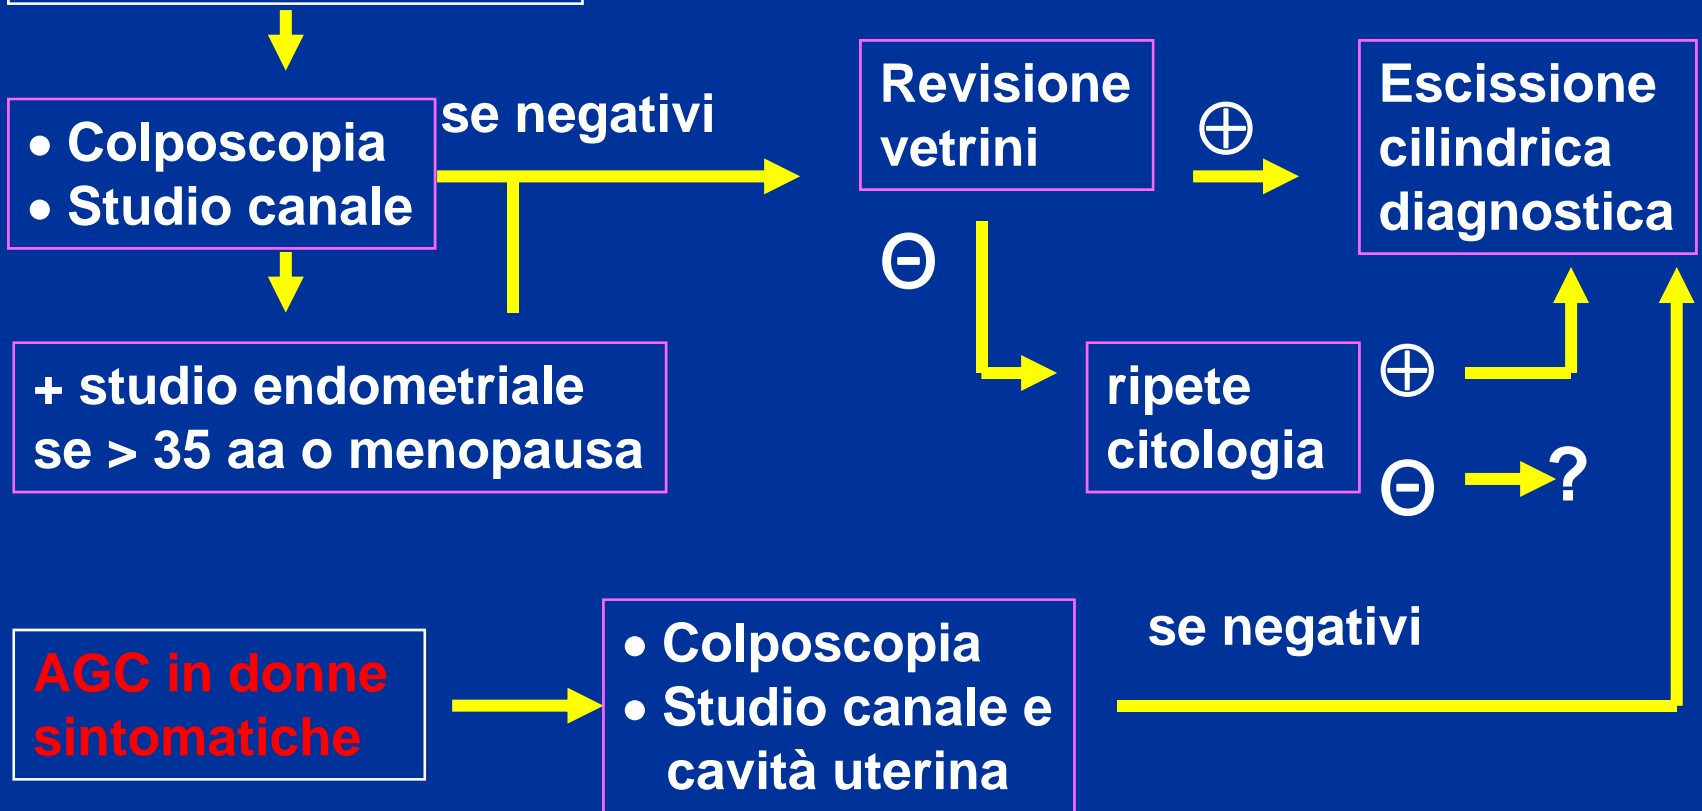 • Colposcopia
• Studio canale
se negativi
Revisione
vetrini
⊕
Escissione
cilindrica
diagnostica
Θ
+ studio endometriale
se > 35 aa o menopausa
ripete
citologia
⊕
Θ
?
AGC in donne
sintomatiche
• Colposcopia
• Studio canale e
cavità uterina
se negativi